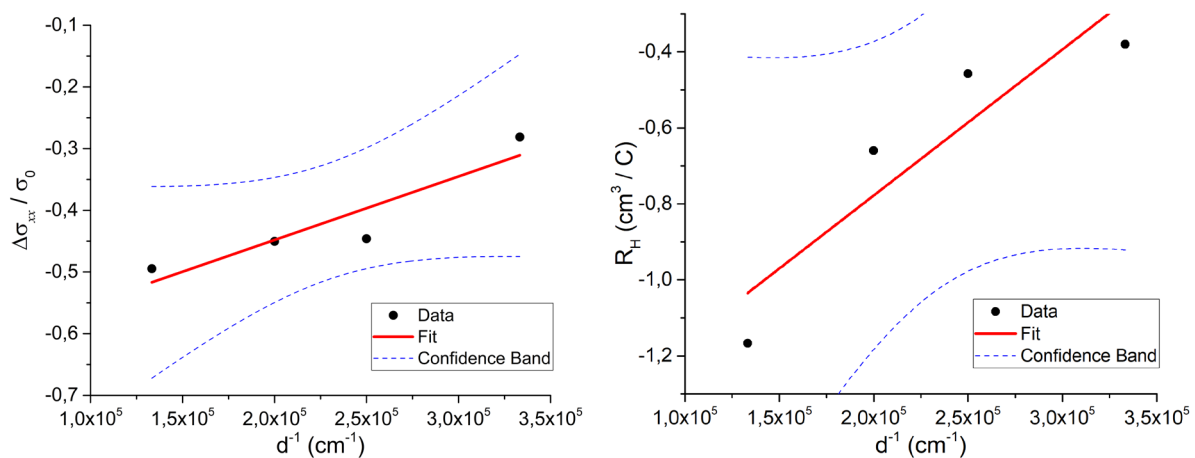 -0,1
-0,2
-0,3
-0,4
-0,5
-0,6
-0,7
Δσxx / σ0
Data
Fit
Confidence Band
1,0x10^5 1,5x10^5 2,0x10^5 2,5x10^5 3,0x10^5 3,5x10^5
d^-1 (cm^-1)
-0,4
-0,6
-0,8
-1,0
-1,2
RH (cm^3 / C)
Data
Fit
Confidence Band
1,0x10^5 1,5x10^5 2,0x10^5 2,5x10^5 3,0x10^5 3,5x10^5
d^-1 (cm^-1)